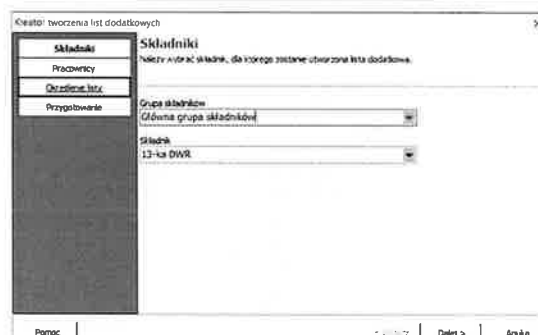 Kreator tworzenia list dodatkowych
Składniki
Pracownicy
Określenie listy
Przygotowanie
Składniki
Należy wybrać składnik, dla którego zostanie utworzona lista dodatkowa.
Grupa składników
Główna grupa składników
Składnik
13-ka DWR
Pomoc
Dalej >
Anuluj